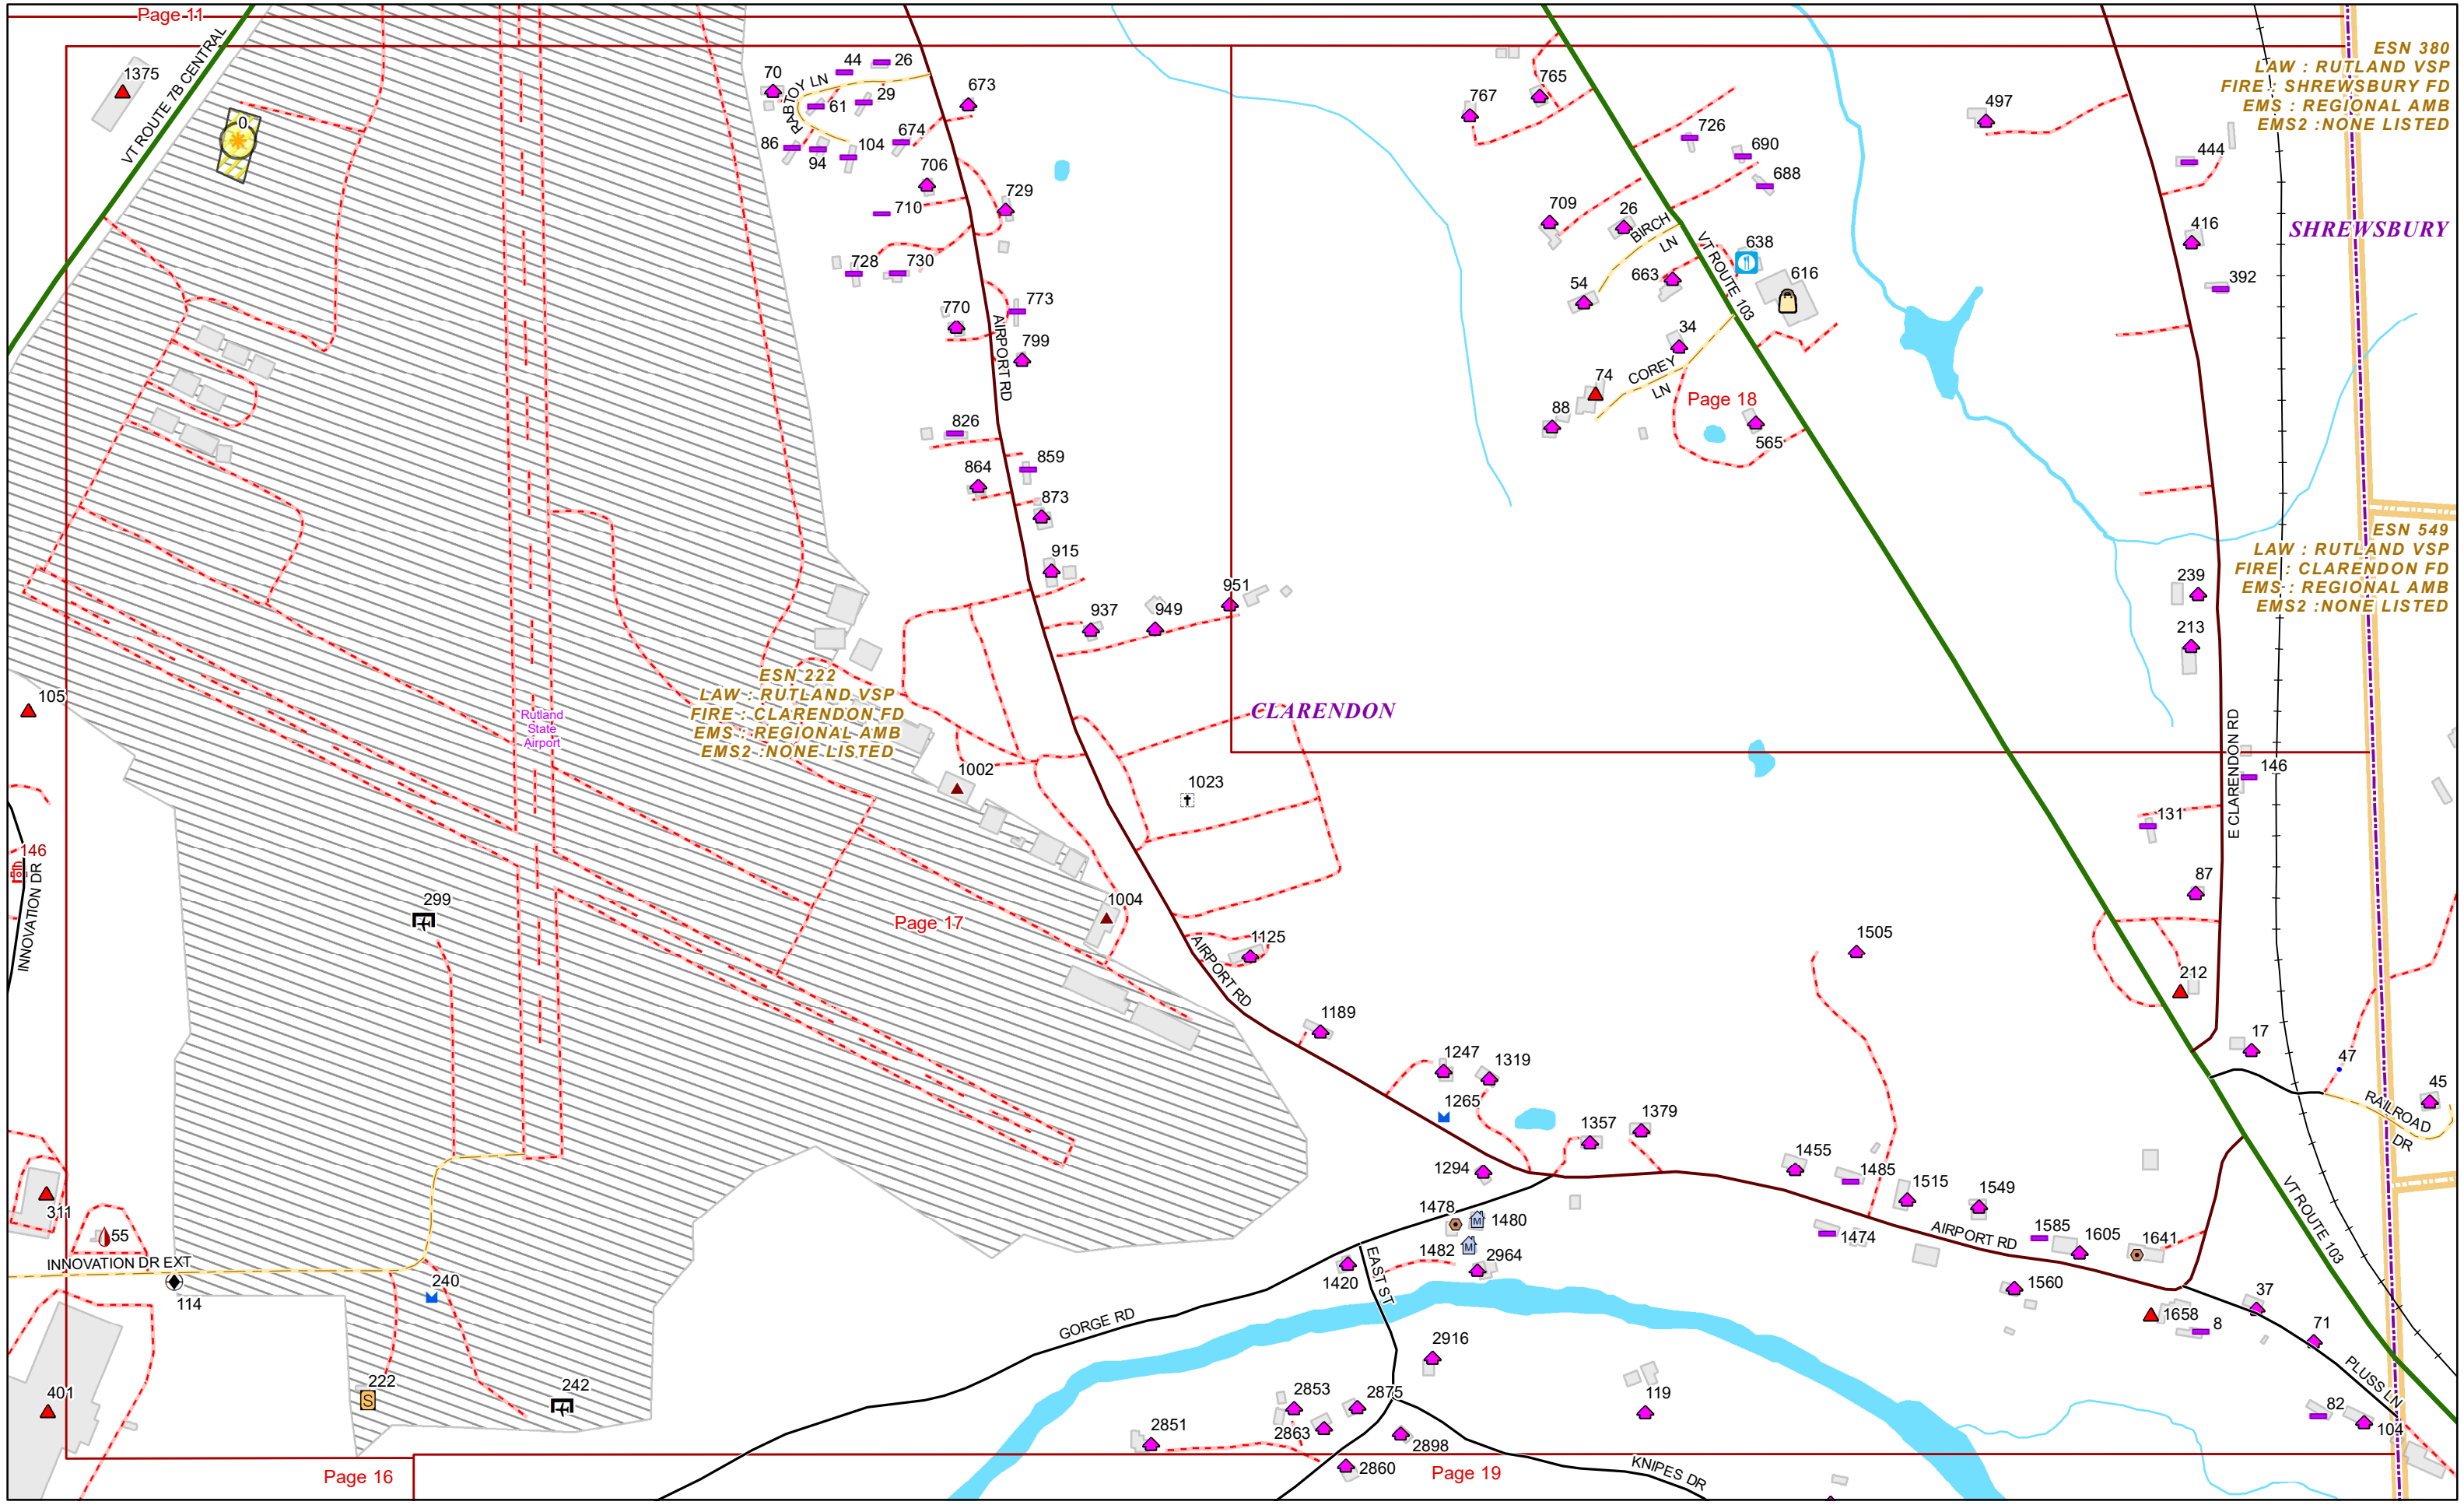 Page 11
ESN 380
LAW : RUTLAND VSP
FIRE : SHREWSBURY FD
EMS : REGIONAL AMB
EMS2 :NONE LISTED
1375
VT ROUTE 7B CENTRAL
0
70
44
26
RABTOY LN
61
29
673
86
94
104
674
706
710
729
728
730
770
773
799
AIRPORT RD
826
859
864
873
915
937
949
951
767
765
726
690
688
709
26
BIRCH
LN
VT ROUTE 103
638
616
663
54
34
COREY
LN
74
88
Page 18
565
497
444
416
392
SHREWSBURY
ESN 549
LAW : RUTLAND VSP
FIRE : CLARENDON FD
EMS : REGIONAL AMB
EMS2 :NONE LISTED
239
213
E CLARENDON RD
146
131
87
212
17
47
45
RAILROAD
DR
105
146
INNOVATION DR
Rutland
State
Airport
ESN 222
LAW : RUTLAND VSP
FIRE : CLARENDON FD
EMS : REGIONAL AMB
EMS2 :NONE LISTED
CLARENDON
1002
1023
1004
299
Page 17
1125
AIRPORT RD
1189
1247
1319
1265
1357
1379
1294
1505
1455
1485
1515
1549
1474
AIRPORT RD
1585
1605
1641
1560
1658
8
37
71
VT ROUTE 103
PLUSS LN
82
104
311
55
INNOVATION DR EXT
114
240
222
242
401
1478
1480
1482
2964
1420
EAST ST
GORGE RD
2916
2853
2875
2851
2863
2898
2860
119
KNIPES DR
Page 16
Page 19